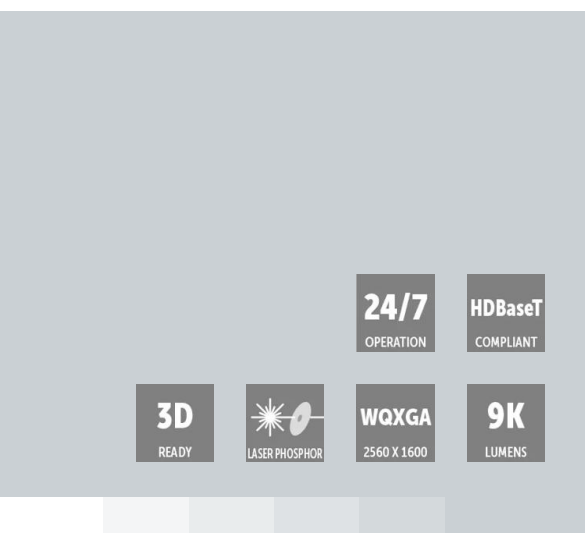 24/7
OPERATION
HDBaseT
COMPLIANT
3D
READY
LASER PHOSPHOR
WQXGA
2560 X 1600
9K
LUMENS